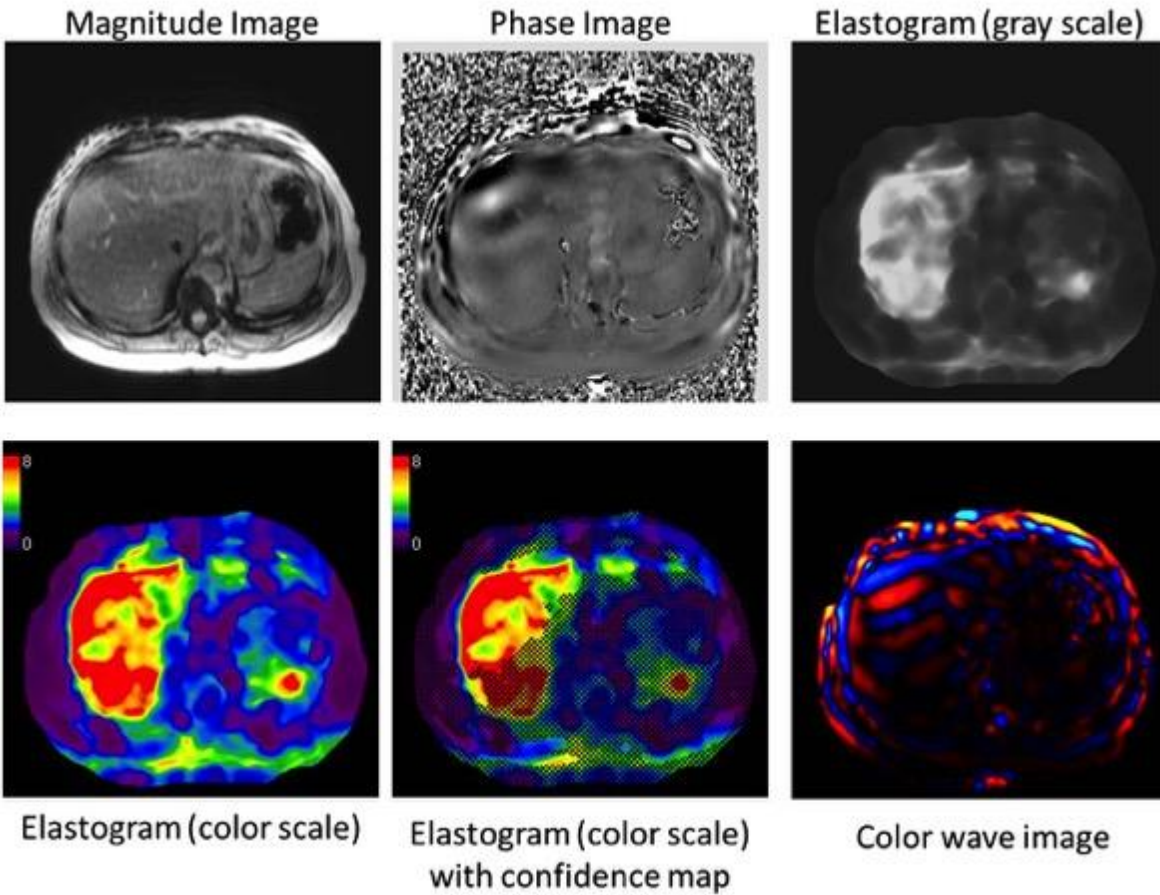 Magnitude Image
Phase Image
Elastogram (gray scale)
8
0
8
0
Elastogram (color scale)
Elastogram (color scale)
with confidence map
Color wave image